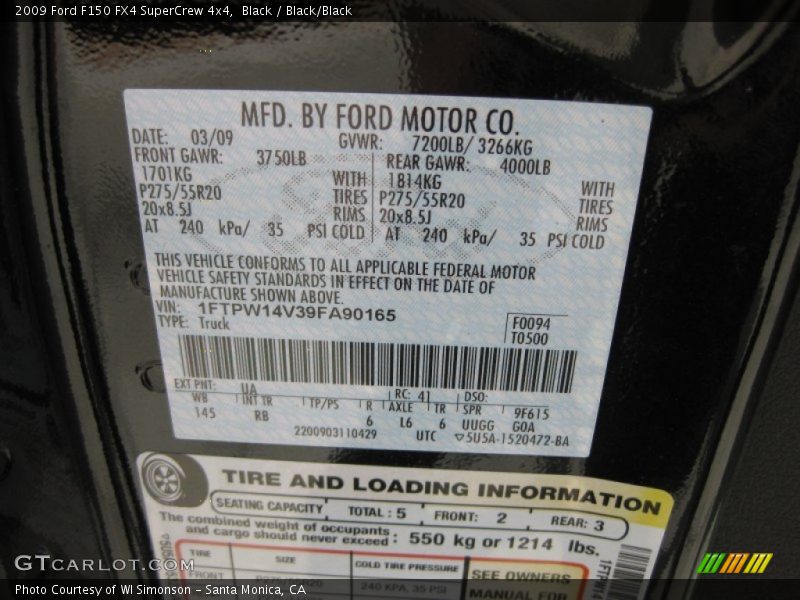 2009 Ford F150 FX4 SuperCrew 4x4, Black / Black/Black
MFD. BY FORD MOTOR CO.
DATE: 03/09 GVWR: 7200LB/ 3266KG
FRONT GAWR: 3750LB REAR GAWR: 4000LB
1701KG WITH 1814KG WITH
P275/55R20 TIRES P275/55R20 TIRES
20x8.5J RIMS 20x8.5J RIMS
AT 240 kPa/ 35 PSI COLD AT 240 kPa/ 35 PSI COLD
THIS VEHICLE CONFORMS TO ALL APPLICABLE FEDERAL MOTOR
VEHICLE SAFETY STANDARDS IN EFFECT ON THE DATE OF
MANUFACTURE SHOWN ABOVE.
VIN: 1FTPW14V39FA90165
TYPE: Truck
F0094
T0500
EXT PNT: UA RC: 41 DSO:
WB INT TR TP/PS R AXLE TR SPR 9F615
145 RB 6 L6 6 UUGG GOA
2200903110429 UTC ▽5U5A-1520472-BA
TIRE AND LOADING INFORMATION
SEATING CAPACITY TOTAL : 5 FRONT: 2 REAR: 3
The combined weight of occupants
and cargo should never exceed : 550 kg or 1214 lbs.
TIRE SIZE COLD TIRE PRESSURE SEE OWNERS
FRONT P275/55R20 240 KPA, 35 PSI MANUAL FOR
GTCARLOT.COM
Photo Courtesy of WI Simonson – Santa Monica, CA